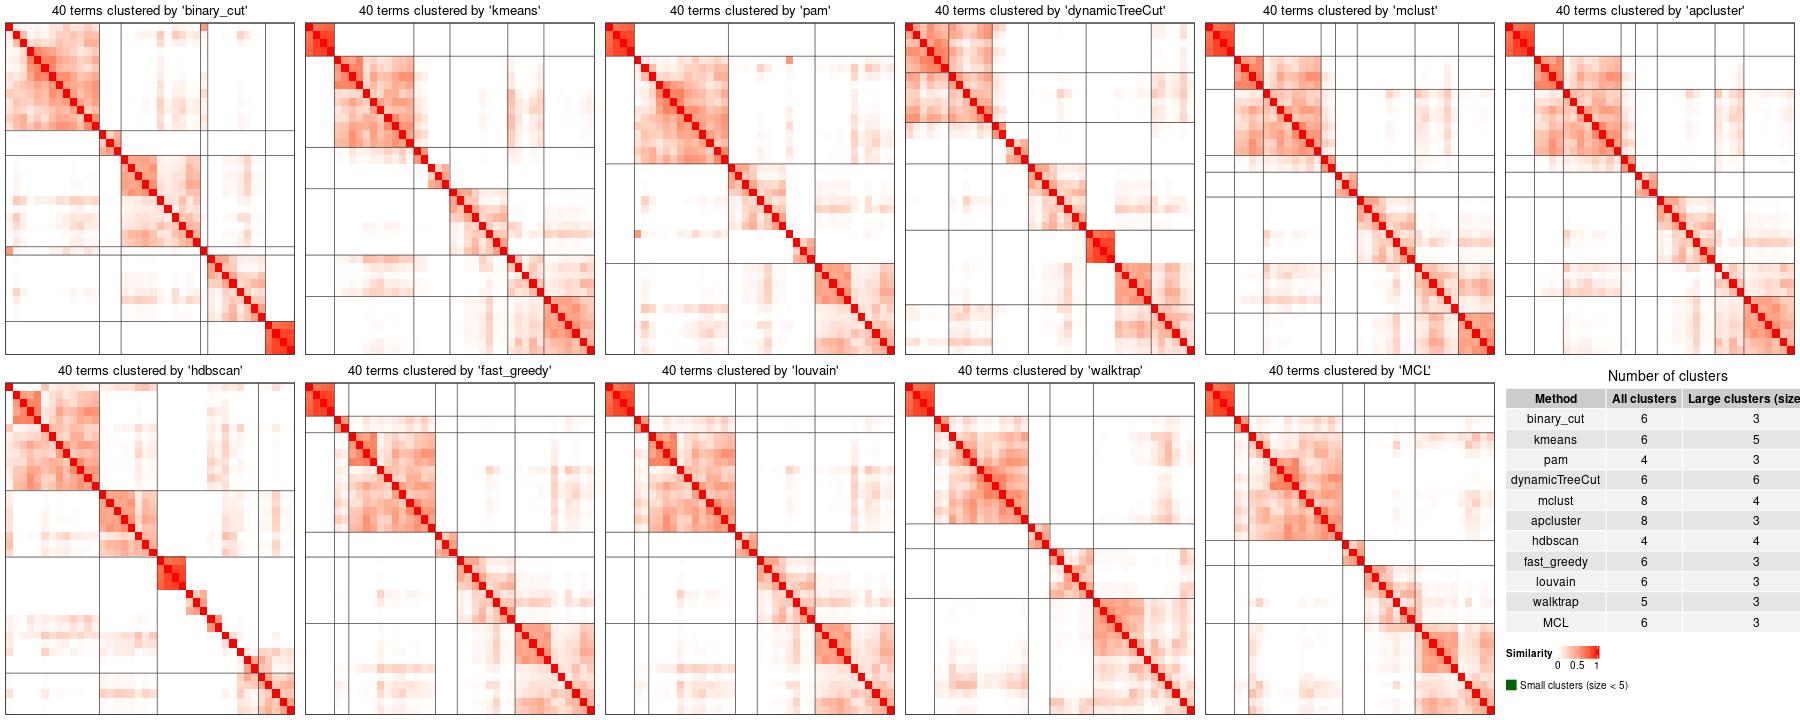 40 terms clustered by 'binary_cut'
40 terms clustered by 'kmeans'
40 terms clustered by 'pam'
40 terms clustered by 'dynamicTreeCut'
40 terms clustered by 'mclust'
40 terms clustered by 'apcluster'
40 terms clustered by 'hdbscan'
40 terms clustered by 'fast_greedy'
40 terms clustered by 'louvain'
40 terms clustered by 'walktrap'
40 terms clustered by 'MCL'
Number of clusters
Method All clusters Large clusters (size
binary_cut 6 3
kmeans 6 5
pam 4 3
dynamicTreeCut 6 6
mclust 8 4
apcluster 8 3
hdbscan 4 4
fast_greedy 6 3
louvain 6 3
walktrap 5 3
MCL 6 3
Similarity
0 0.5 1
Small clusters (size < 5)